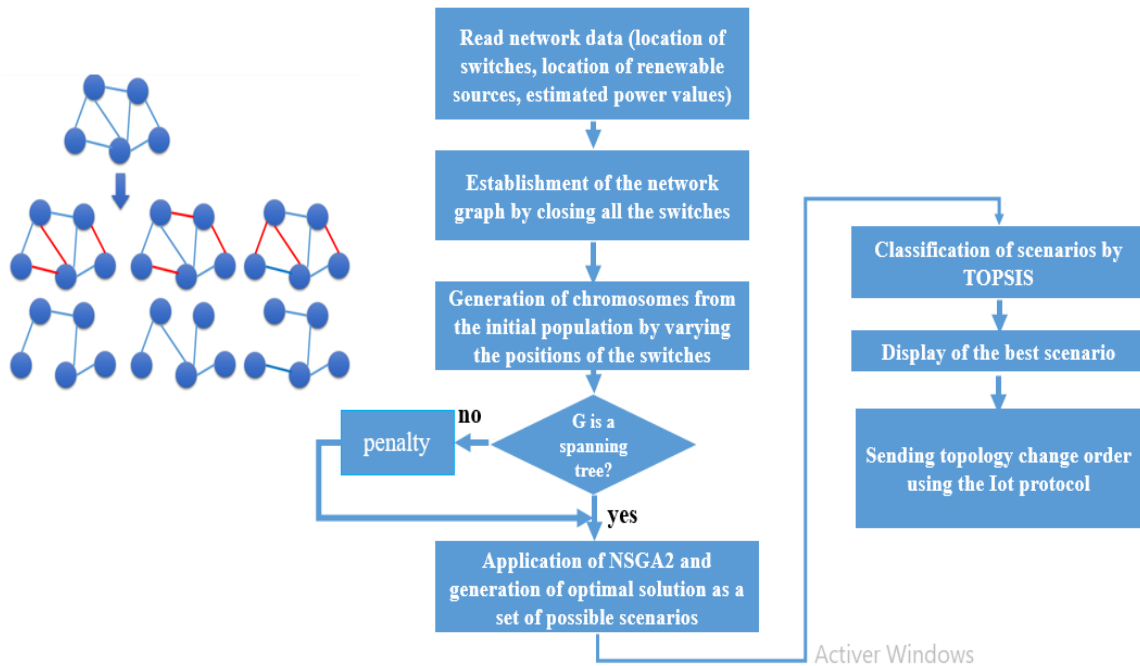 Read network data (location of
switches, location of renewable
sources, estimated power values)
Establishment of the network
graph by closing all the switches
Generation of chromosomes from
the initial population by varying
the positions of the switches
G is a
spanning
tree?
no
penalty
yes
Application of NSGA2 and
generation of optimal solution as a
set of possible scenarios
Classification of scenarios by
TOPSIS
Display of the best scenario
Sending topology change order
using the Iot protocol
Activer Windows